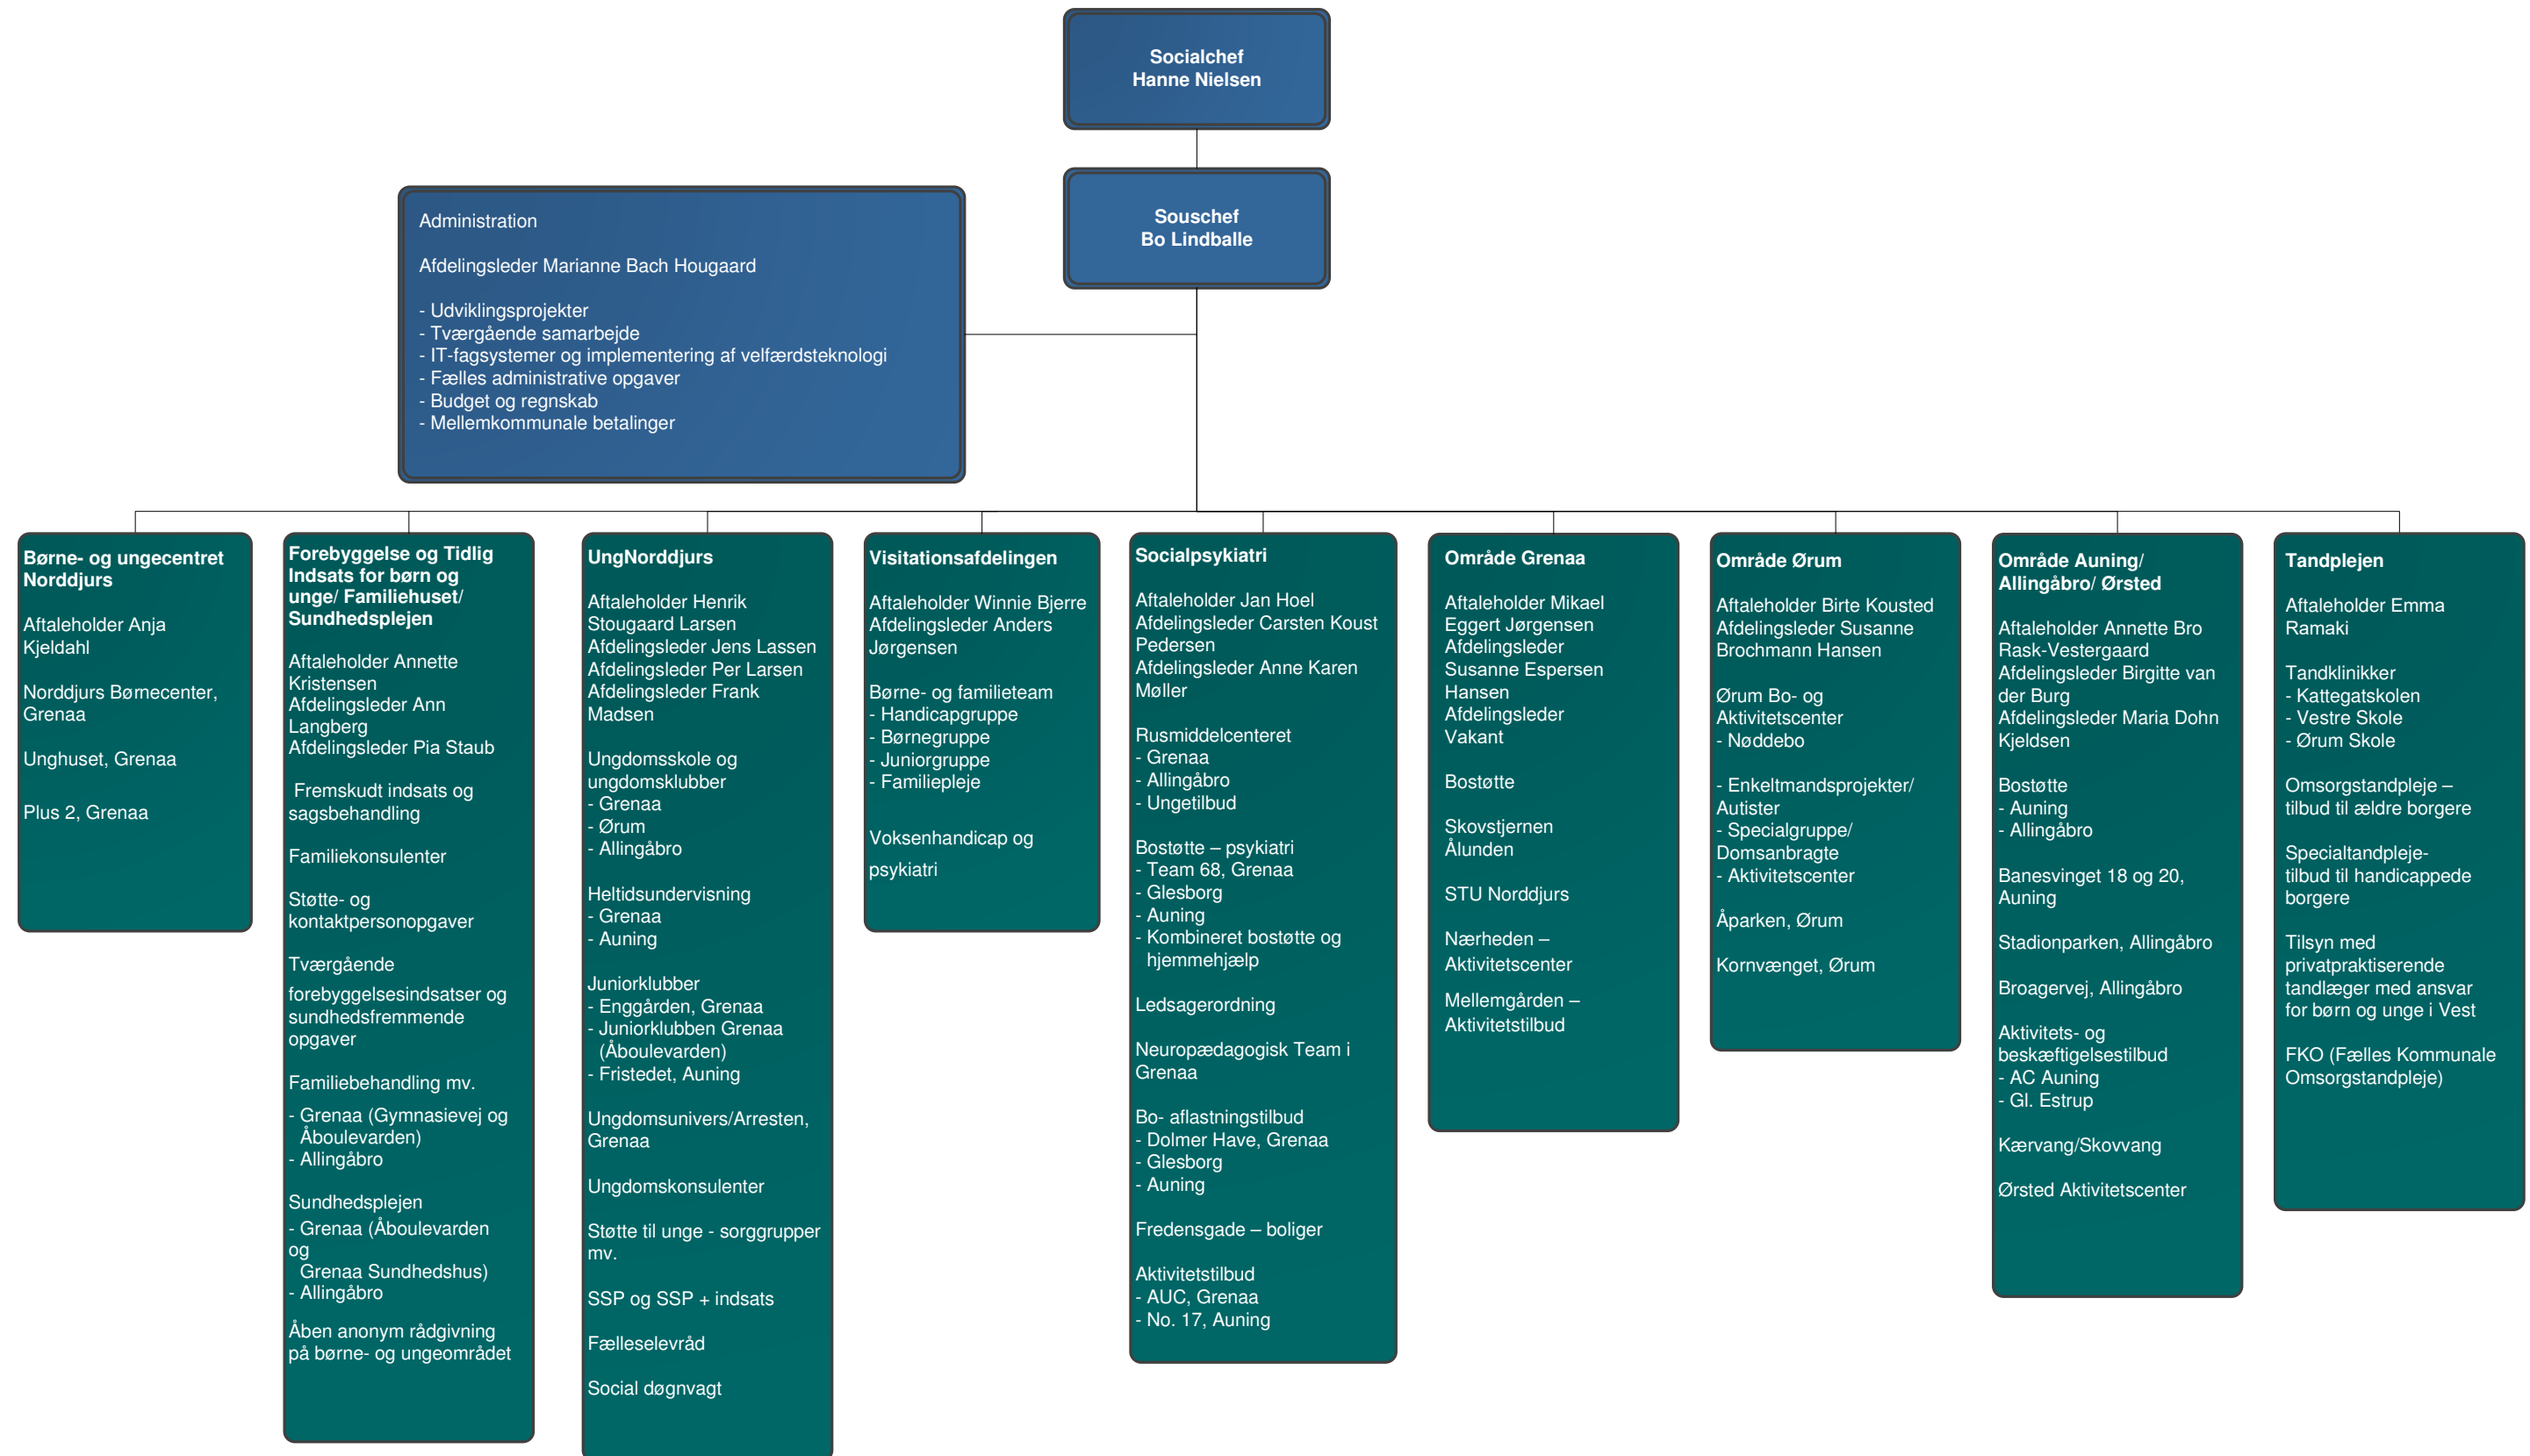 Socialchef
Hanne Nielsen
Souschef
Bo Lindballe
Administration
Afdelingsleder Marianne Bach Hougaard
- Udviklingsprojekter
- Tværgående samarbejde
- IT-fagsystemer og implementering af velfærdsteknologi
- Fælles administrative opgaver
- Budget og regnskab
- Mellemkommunale betalinger
Børne- og ungecentret
Norddjurs
Aftaleholder Anja
Kjeldahl
Norddjurs Børnecenter,
Grenaa
Unghuset, Grenaa
Plus 2, Grenaa
Forebyggelse og Tidlig
Indsats for børn og
unge/ Familiehuset/
Sundhedsplejen
Aftaleholder Annette
Kristensen
Afdelingsleder Ann
Langberg
Afdelingsleder Pia Staub
Fremskudt indsats og
sagsbehandling
Familiekonsulenter
Støtte- og
kontaktpersonopgaver
Tværgående
forebyggelsesindsatser og
sundhedsfremmende
opgaver
Familiebehandling mv.
- Grenaa (Gymnasievej og
Åboulevarden)
- Allingåbro
Sundhedsplejen
- Grenaa (Åboulevarden
og
Grenaa Sundhedshus)
- Allingåbro
Åben anonym rådgivning
på børne- og ungeområdet
UngNorddjurs
Aftaleholder Henrik
Stougaard Larsen
Afdelingsleder Jens Lassen
Afdelingsleder Per Larsen
Afdelingsleder Frank
Madsen
Ungdomsskole og
ungdomsklubber
- Grenaa
- Ørum
- Allingåbro
Heltidsundervisning
- Grenaa
- Auning
Juniorklubber
- Enggården, Grenaa
- Juniorklubben Grenaa
(Åboulevarden)
- Fristedet, Auning
Ungdomsunivers/Arresten,
Grenaa
Ungdomskonsulenter
Støtte til unge - sorggrupper
mv.
SSP og SSP + indsats
Fælleselevråd
Social døgnvagt
Visitationsafdelingen
Aftaleholder Winnie Bjerre
Afdelingsleder Anders
Jørgensen
Børne- og familieteam
- Handicapgruppe
- Børnegruppe
- Juniorgruppe
- Familiepleje
Voksenhandicap og
psykiatri
Socialpsykiatri
Aftaleholder Jan Hoel
Afdelingsleder Carsten Koust
Pedersen
Afdelingsleder Anne Karen
Møller
Rusmiddelcenteret
- Grenaa
- Allingåbro
- Ungetilbud
Bostøtte – psykiatri
- Team 68, Grenaa
- Glesborg
- Auning
- Kombineret bostøtte og
hjemmehjælp
Ledsagerordning
Neuropædagogisk Team i
Grenaa
Bo- aflastningstilbud
- Dolmer Have, Grenaa
- Glesborg
- Auning
Fredensgade – boliger
Aktivitetstilbud
- AUC, Grenaa
- No. 17, Auning
Område Grenaa
Aftaleholder Mikael
Eggert Jørgensen
Afdelingsleder
Susanne Espersen
Hansen
Afdelingsleder
Vakant
Bostøtte
Skovstjernen
Ålunden
STU Norddjurs
Nærheden –
Aktivitetscenter
Mellemgården –
Aktivitetstilbud
Område Ørum
Aftaleholder Birte Kousted
Afdelingsleder Susanne
Brochmann Hansen
Ørum Bo- og
Aktivitetscenter
- Nøddebo
- Enkeltmandsprojekter/
Autister
- Specialgruppe/
Domsanbragte
- Aktivitetscenter
Åparken, Ørum
Kornvænget, Ørum
Område Auning/
Allingåbro/ Ørsted
Aftaleholder Annette Bro
Rask-Vestergaard
Afdelingsleder Birgitte van
der Burg
Afdelingsleder Maria Dohn
Kjeldsen
Bostøtte
- Auning
- Allingåbro
Banesvinget 18 og 20,
Auning
Stadionparken, Allingåbro
Broagervej, Allingåbro
Aktivitets- og
beskæftigelsestilbud
- AC Auning
- Gl. Estrup
Kærvang/Skovvang
Ørsted Aktivitetscenter
Tandplejen
Aftaleholder Emma
Ramaki
Tandklinikker
- Kattegatskolen
- Vestre Skole
- Ørum Skole
Omsorgstandpleje –
tilbud til ældre borgere
Specialtandpleje-
tilbud til handicappede
borgere
Tilsyn med
privatpraktiserende
tandlæger med ansvar
for børn og unge i Vest
FKO (Fælles Kommunale
Omsorgstandpleje)